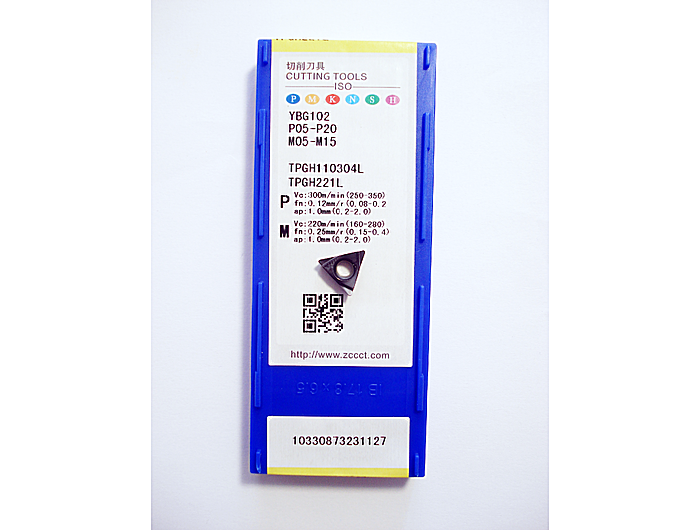 切削刀具
CUTTING TOOLS
ISO
P M K N S H
YBG102
P05-P20
M05-M15
TPGH110304L
TPGH221L
P
Vc:300m/min(250-350)
fn:0.12mm/r(0.08-0.2
ap:1.0mm(0.2-2.0)
M
Vc:220m/min(160-280)
fn:0.25mm/r(0.15-0.4)
ap:1.0mm(0.2-2.0)
http://www.zccct.com
10330873231127